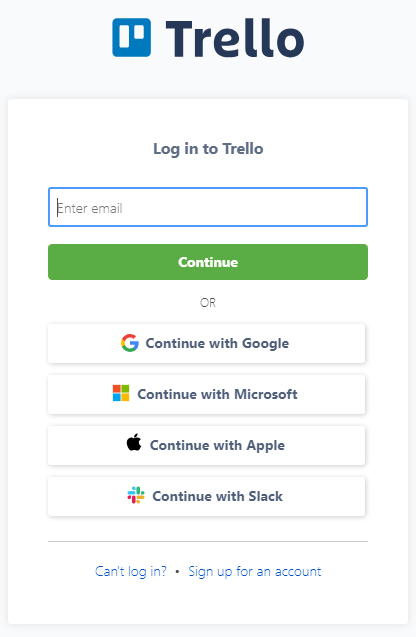 Trello
Log in to Trello
Enter email
Continue
OR
Continue with Google
Continue with Microsoft
Continue with Apple
Continue with Slack
Can't log in? • Sign up for an account